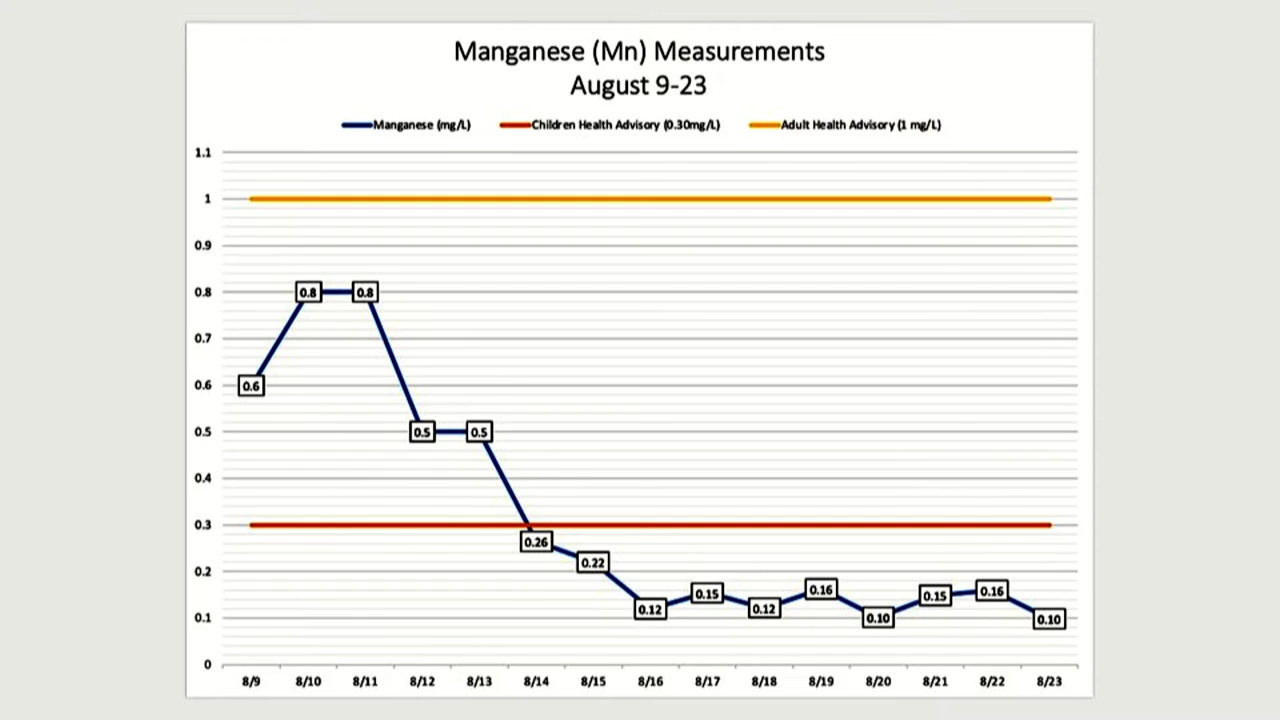 Manganese (Mn) Measurements
August 9-23
Manganese (mg/L) Children Health Advisory (0.30mg/L) Adult Health Advisory (1 mg/L)
1.1
1
0.9
0.8
0.7
0.6
0.5
0.4
0.3
0.2
0.1
0
0.6 0.8 0.8 0.5 0.5 0.26 0.22 0.12 0.15 0.12 0.16 0.10 0.15 0.16 0.10
8/9 8/10 8/11 8/12 8/13 8/14 8/15 8/16 8/17 8/18 8/19 8/20 8/21 8/22 8/23